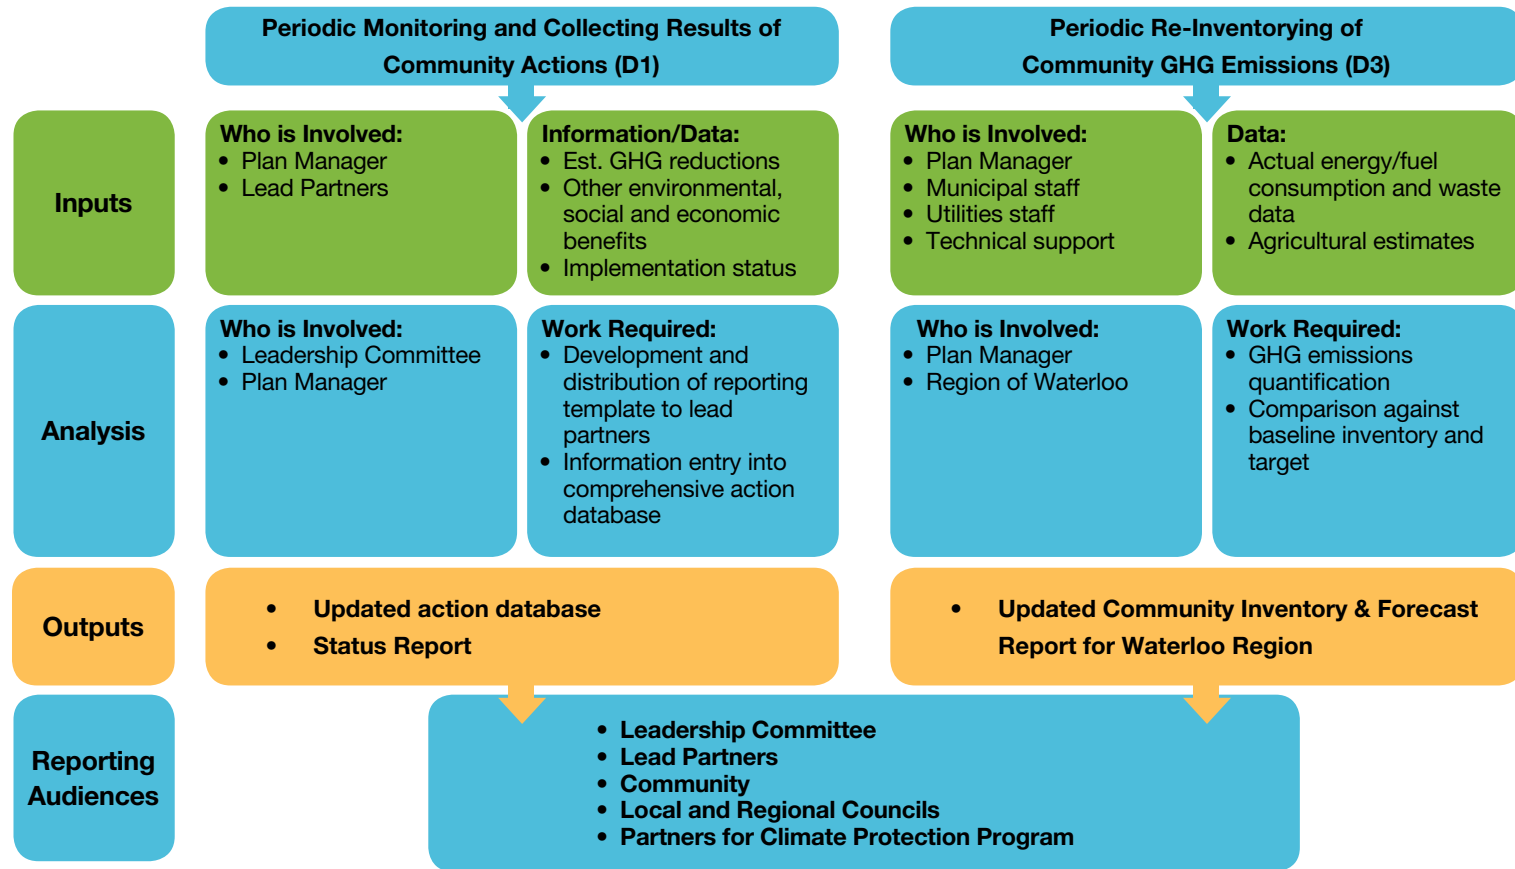 Periodic Monitoring and Collecting Results of
Community Actions (D1)
Periodic Re-Inventorying of
Community GHG Emissions (D3)
Inputs
Who is Involved:
• Plan Manager
• Lead Partners
Information/Data:
• Est. GHG reductions
• Other environmental,
social and economic
benefits
• Implementation status
Who is Involved:
• Plan Manager
• Municipal staff
• Utilities staff
• Technical support
Data:
• Actual energy/fuel
consumption and waste
data
• Agricultural estimates
Analysis
Who is Involved:
• Leadership Committee
• Plan Manager
Work Required:
• Development and
distribution of reporting
template to lead
partners
• Information entry into
comprehensive action
database
Who is Involved:
• Plan Manager
• Region of Waterloo
Work Required:
• GHG emissions
quantification
• Comparison against
baseline inventory and
target
Outputs
• Updated action database
• Status Report
• Updated Community Inventory & Forecast
Report for Waterloo Region
Reporting
Audiences
• Leadership Committee
• Lead Partners
• Community
• Local and Regional Councils
• Partners for Climate Protection Program